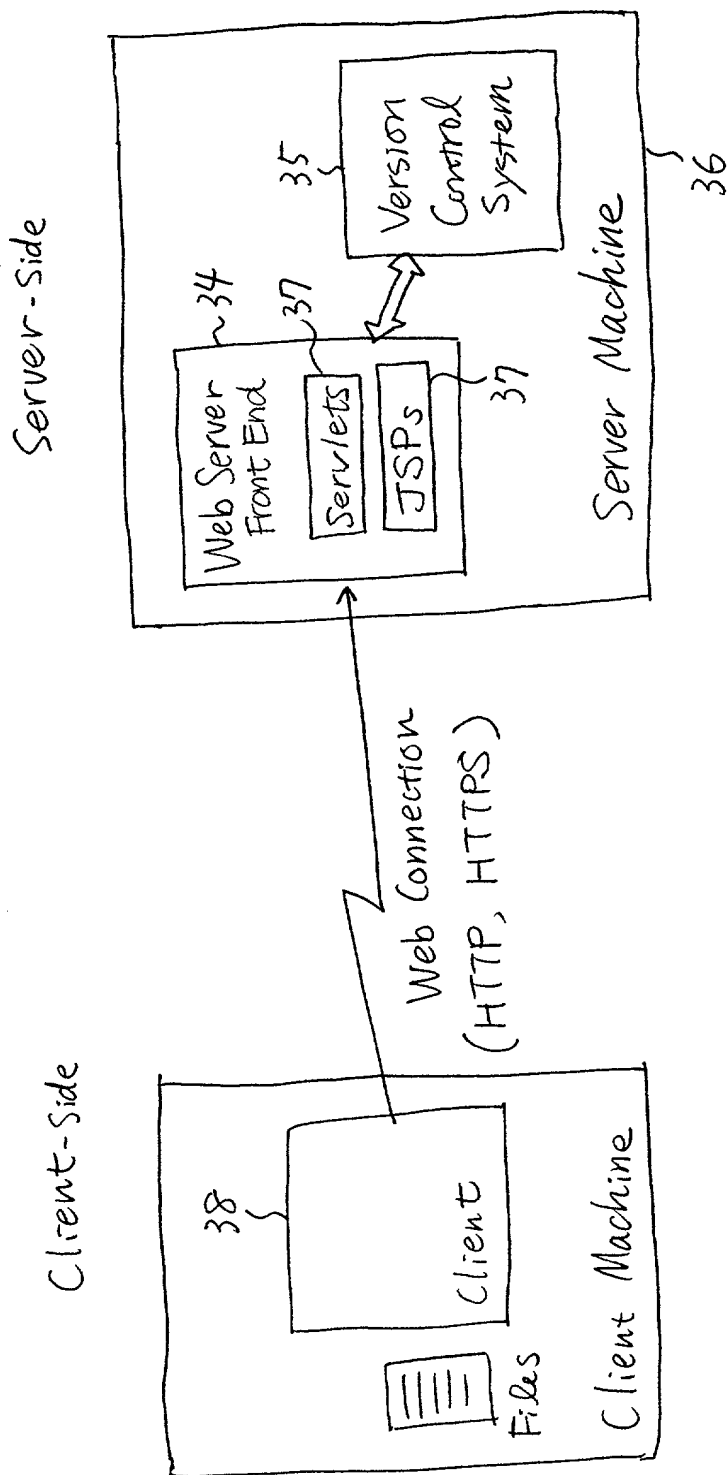 Client-Side
38
Client
Files
Client Machine
Web Connection
(HTTP, HTTPS)
Server-Side
34
Web Server
Front End
37
Servlets
JSPs
37
35
Version
Control
System
Server Machine
36